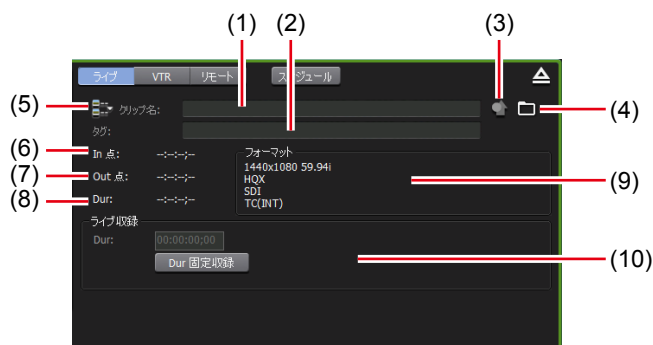 (1)
(2)
(3)
ライブ VTR リモート スケジュール
(5)
クリップ名:
(4)
タグ:
(6)
In 点: --:--:--;--
フォーマット
1440x1080 59.94i
(7)
Out 点: --:--:--;--
HQX
(9)
SDI
(8)
Dur: --:--:--;--
TC(INT)
ライブ収録
Dur: 00:00:00;00
(10)
Dur 固定収録